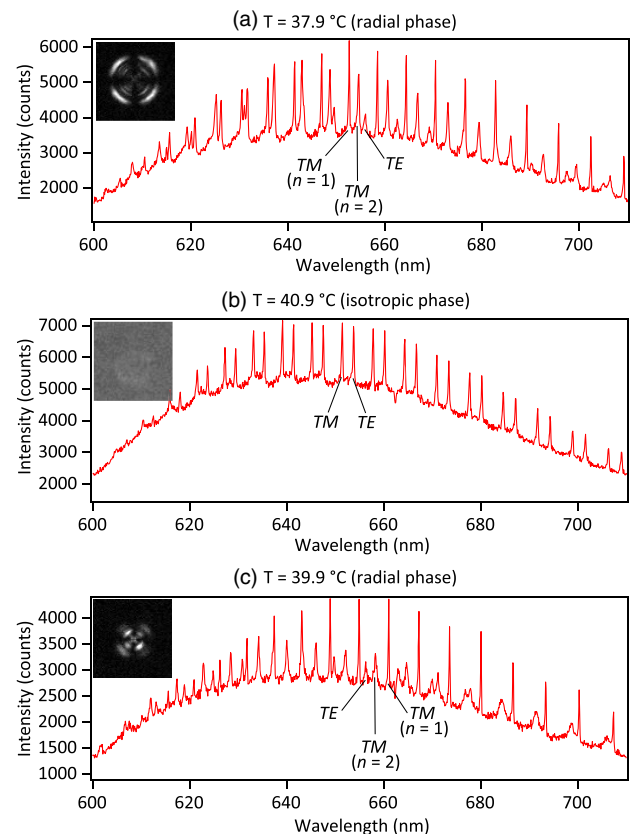 (a) T = 37.9 °C (radial phase)
Intensity (counts)
6000
5000
4000
3000
2000
TM
(n = 1)
TM
(n = 2)
TE
600
620
640
660
680
700
Wavelength (nm)
(b) T = 40.9 °C (isotropic phase)
Intensity (counts)
7000
6000
5000
4000
3000
2000
TM
TE
600
620
640
660
680
700
Wavelength (nm)
(c) T = 39.9 °C (radial phase)
Intensity (counts)
4000
3500
3000
2500
2000
1500
1000
TE
TM
(n = 2)
TM
(n = 1)
600
620
640
660
680
700
Wavelength (nm)